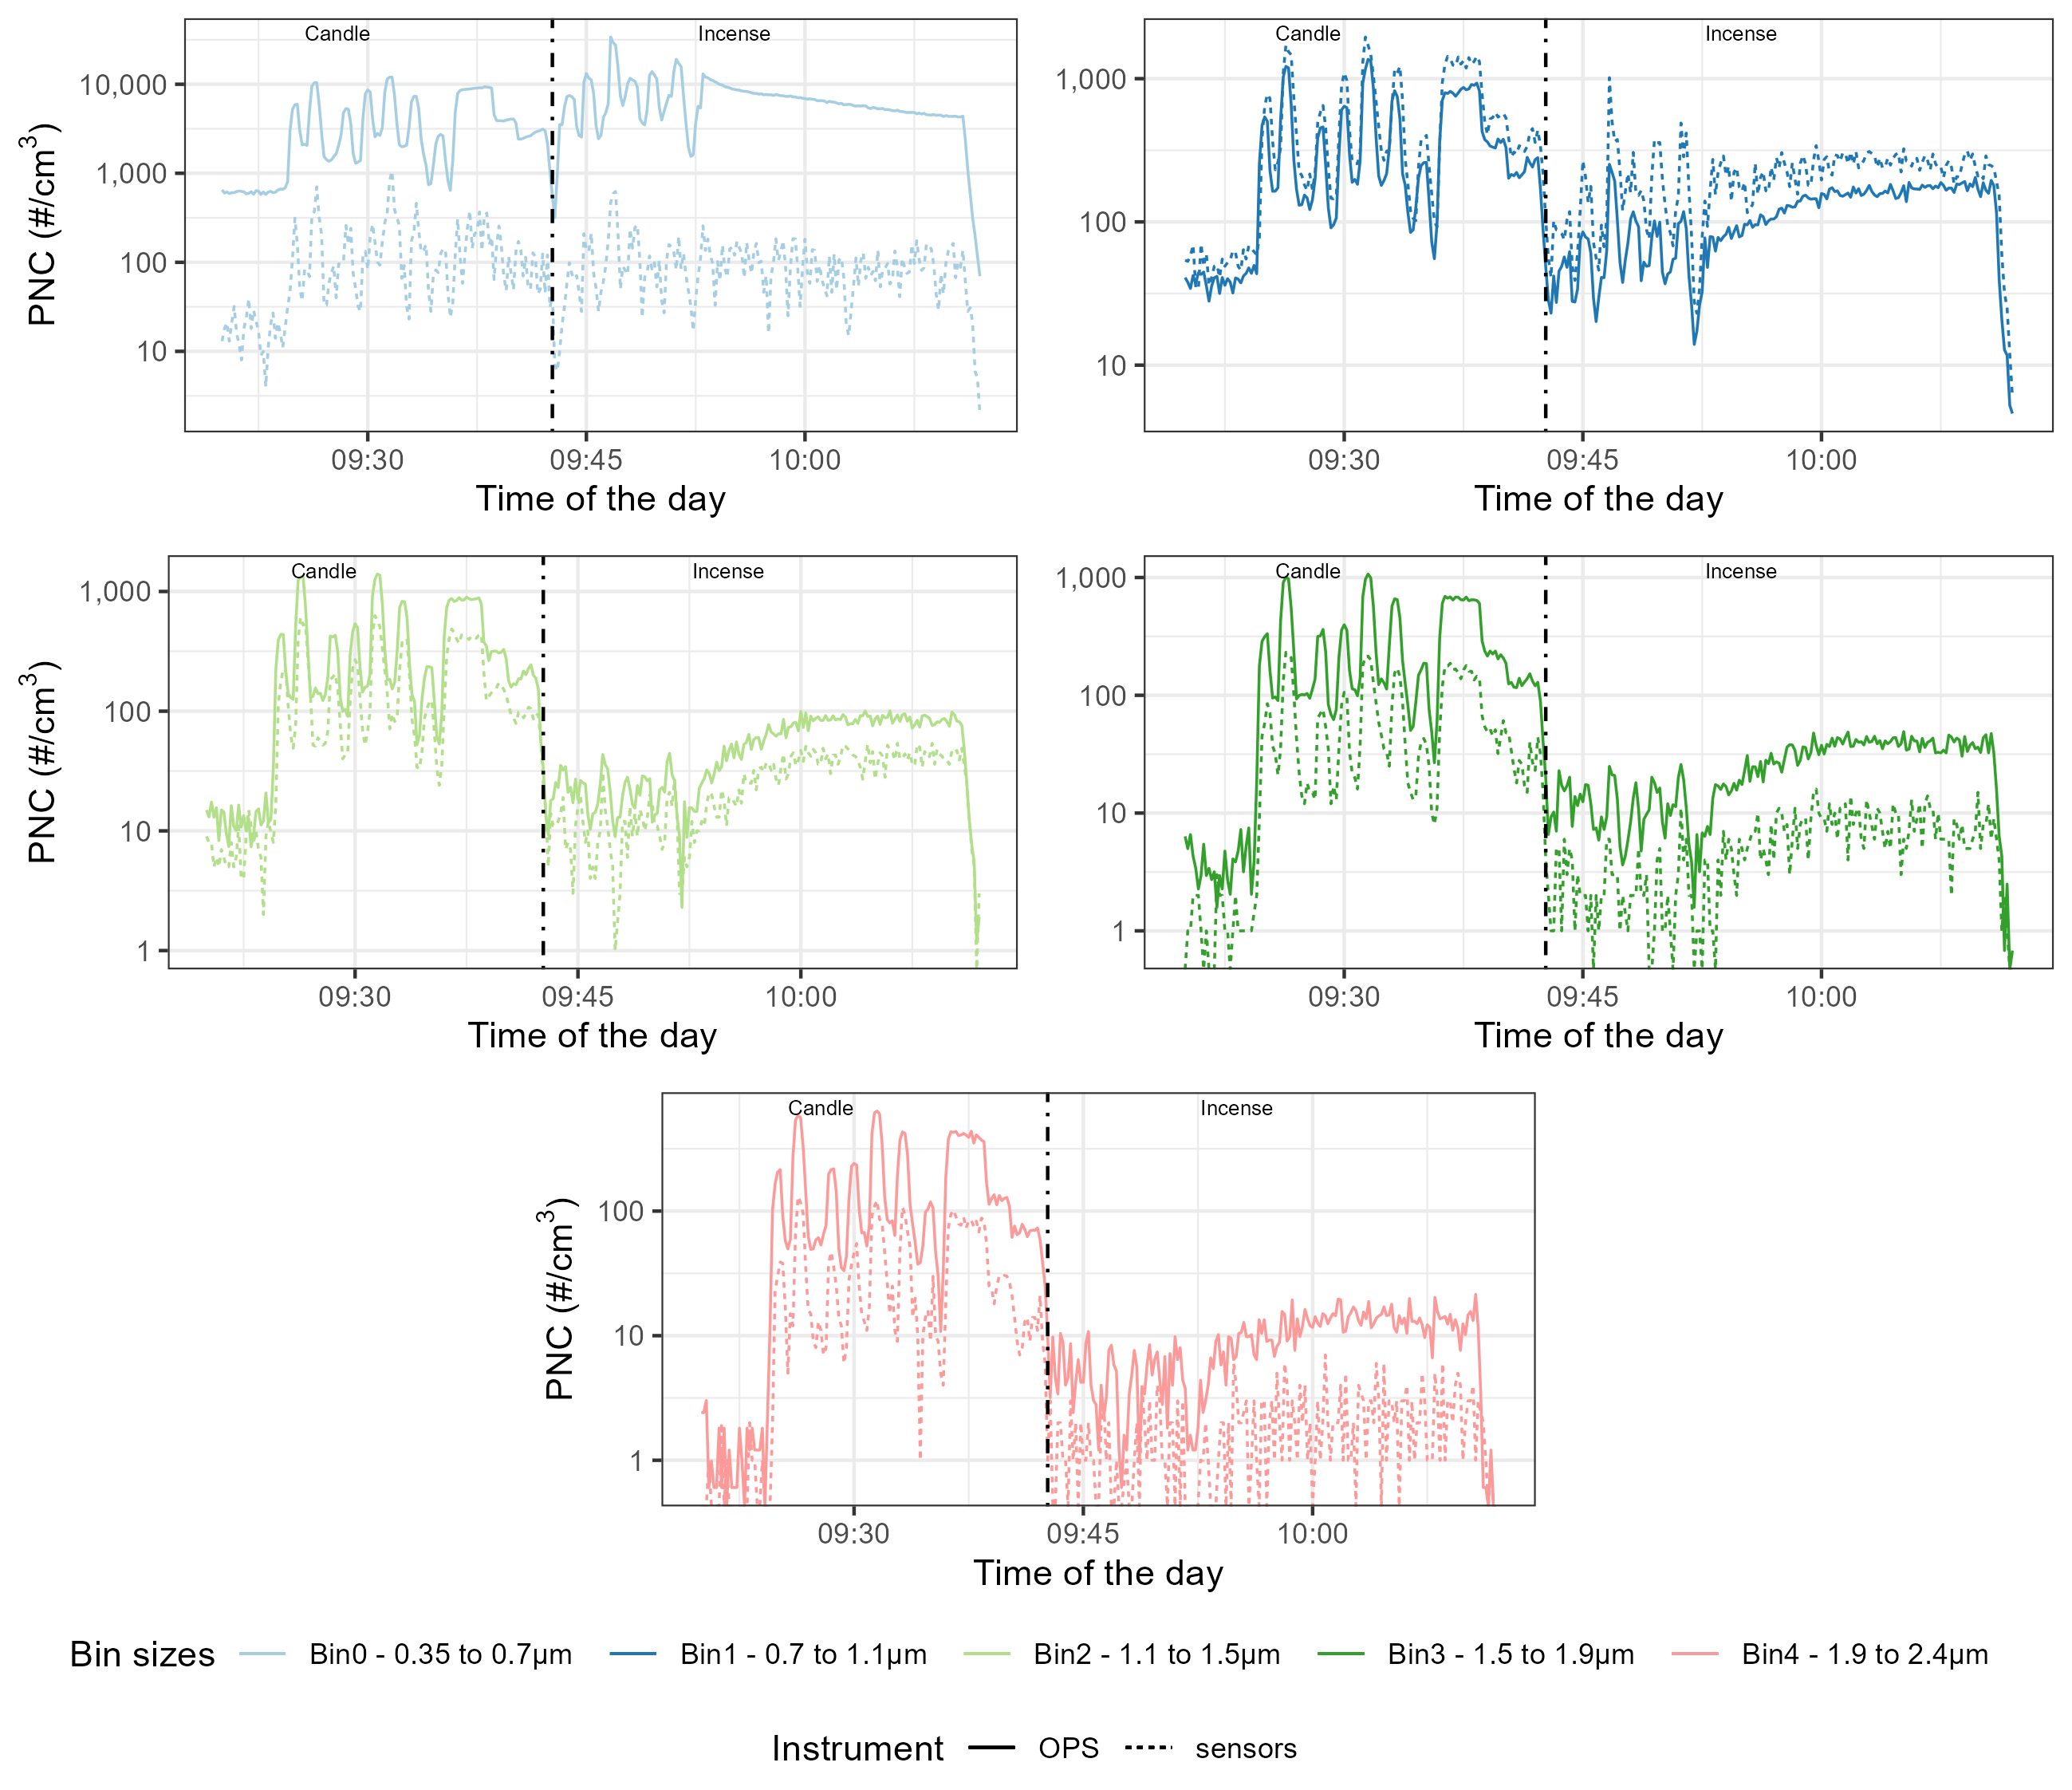 Candle Incense
10,000
1,000
100
10
PNC (#/cm³)
09:30 09:45 10:00
Time of the day
Candle Incense
1,000
100
10
09:30 09:45 10:00
Time of the day
Candle Incense
1,000
100
10
1
PNC (#/cm³)
09:30 09:45 10:00
Time of the day
Candle Incense
1,000
100
10
1
09:30 09:45 10:00
Time of the day
Candle Incense
100
10
1
PNC (#/cm³)
09:30 09:45 10:00
Time of the day
Bin sizes Bin0 - 0.35 to 0.7µm Bin1 - 0.7 to 1.1µm Bin2 - 1.1 to 1.5µm Bin3 - 1.5 to 1.9µm Bin4 - 1.9 to 2.4µm
Instrument OPS sensors